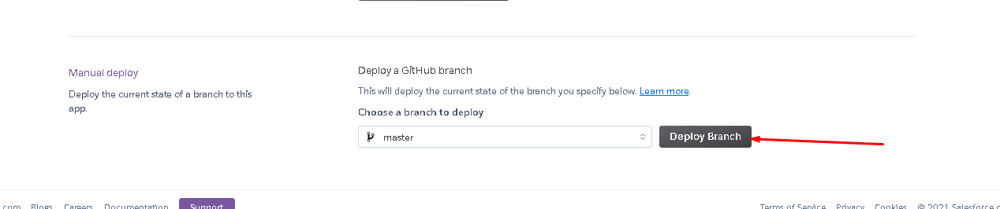 Manual deploy
Deploy the current state of a branch to this
app.
Deploy a GitHub branch
This will deploy the current state of the branch you specify below. Learn more.
Choose a branch to deploy
master
Deploy Branch
.com Blogs Careers Documentation Support Terms of Service Privacy Cookies © 2021 Salesforce.c